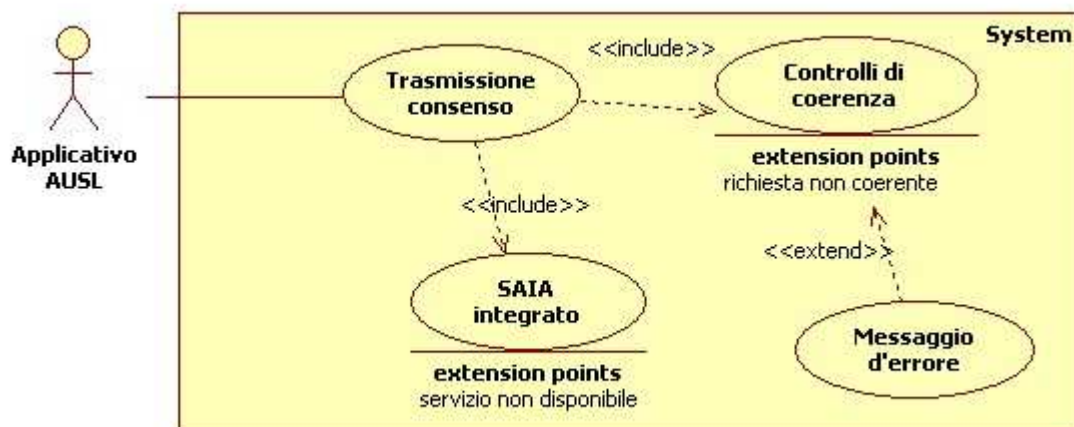 System
<<include>>
Trasmissione
consenso
Controlli di
coerenza
Applicativo
AUSL
extension points
richiesta non coerente
<<include>>
<<extend>>
SAIA
integrato
Messaggio
d'errore
extension points
servizio non disponibile